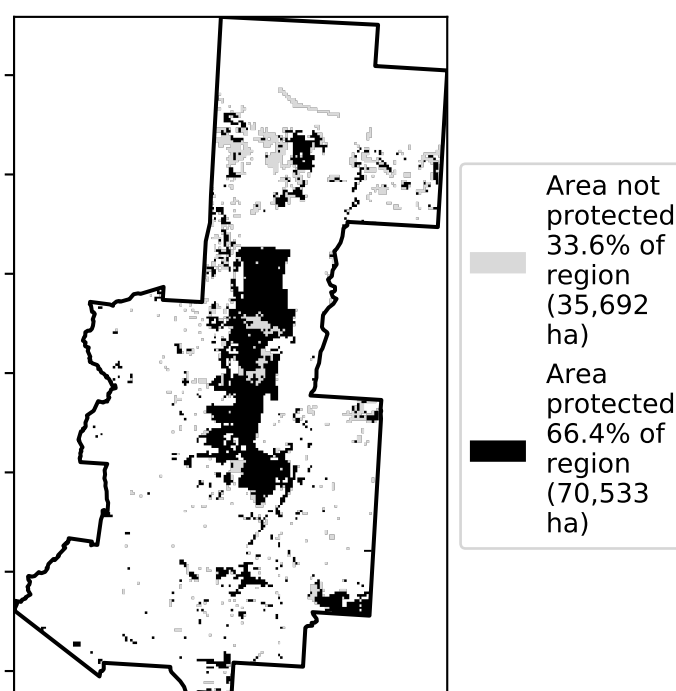 Area not
protected
33.6% of
region
(35,692
ha)
Area
protected
66.4% of
region
(70,533
ha)